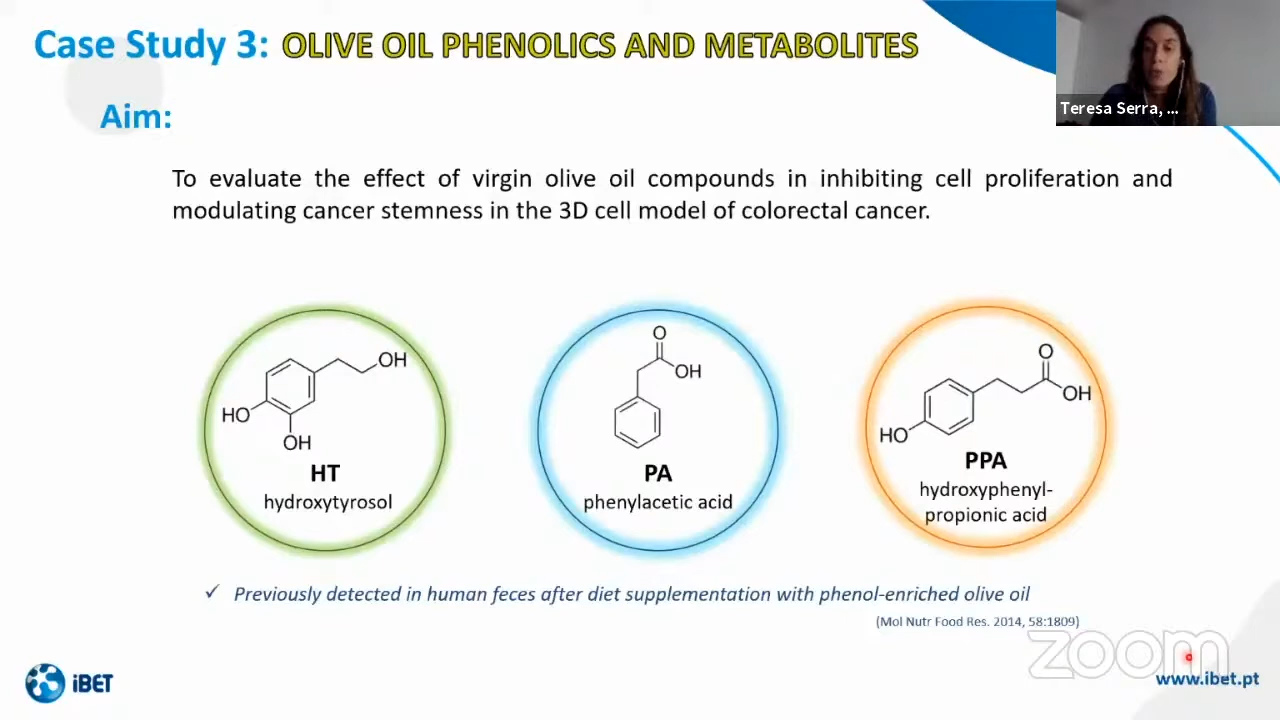 Case Study 3: OLIVE OIL PHENOLICS AND METABOLITES
Teresa Serra, ...
Aim:
To evaluate the effect of virgin olive oil compounds in inhibiting cell proliferation and
modulating cancer stemness in the 3D cell model of colorectal cancer.
OH
HO
OH
HT
hydroxytyrosol
O
OH
PA
phenylacetic acid
O
OH
HO
PPA
hydroxyphenyl-
propionic acid
✓ Previously detected in human feces after diet supplementation with phenol-enriched olive oil
(Mol Nutr Food Res. 2014, 58:1809)
zoom
iBET
www.ibet.pt